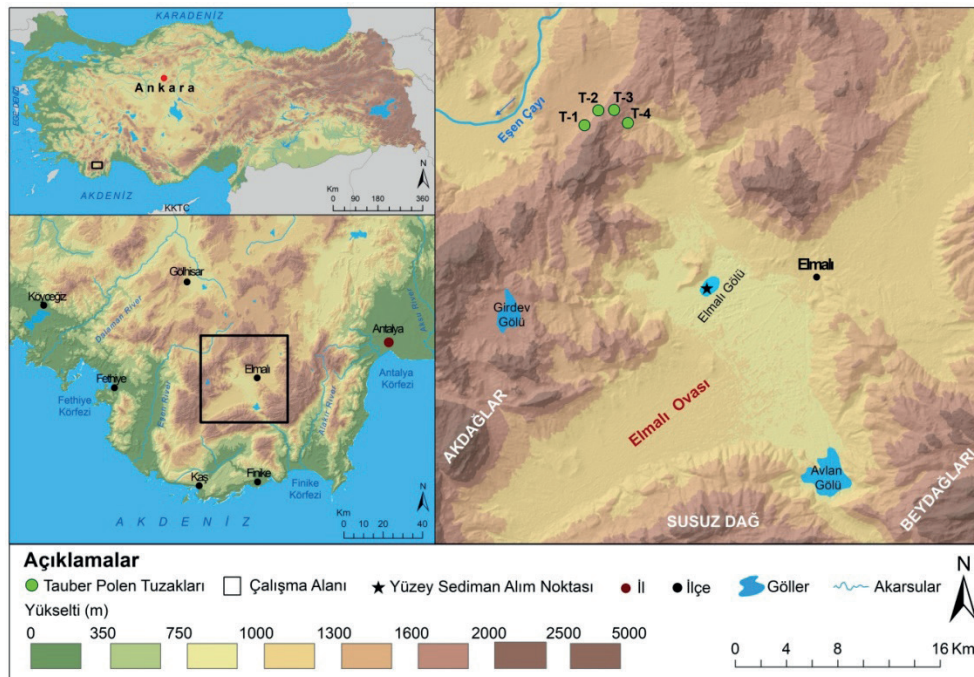 KARADENİZ
Ankara
EGE DENİZ
AKDENİZ
KKTC
N
Km
0 90 180 360
Gölhisar
Köyceğiz
Dalaman River
Aksu River
Antalya
Elmalı
Fethiye
Fethiye
Körfezi
Eşen River
Alakır River
Antalya
Körfezi
Kaş
Finike
Finike
Körfezi
AKDENİZ
N
Km
0 10 20 40
Eşen Çayı
T-1
T-2
T-3
T-4
Elmalı
Elmalı Gölü
Girdev
Gölü
Elmalı Ovası
AKDAĞLAR
Avlan
Gölü
SUSUZ DAĞ
BEYDAĞLARI
Açıklamalar
Tauber Polen Tuzakları
Çalışma Alanı
Yüzey Sediman Alım Noktası
İl
İlçe
Göller
Akarsular
N
Yükselti (m)
0 350 750 1000 1300 1600 2000 2500 5000
0 4 8 16 Km